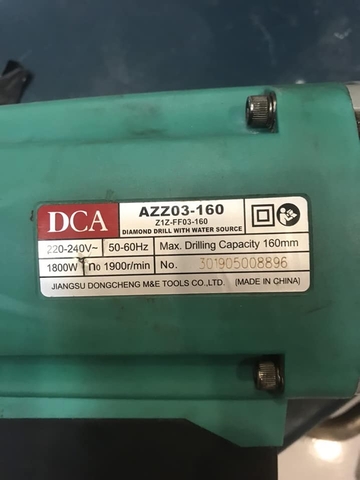 DCA
AZZ03-160
Z1Z-FF03-160
DIAMOND DRILL WITH WATER SOURCE
220-240V~ 50-60Hz Max. Drilling Capacity 160mm
1800W n0 1900r/min No. 301905008896
JIANGSU DONGCHENG M&E TOOLS CO.,LTD. (MADE IN CHINA)